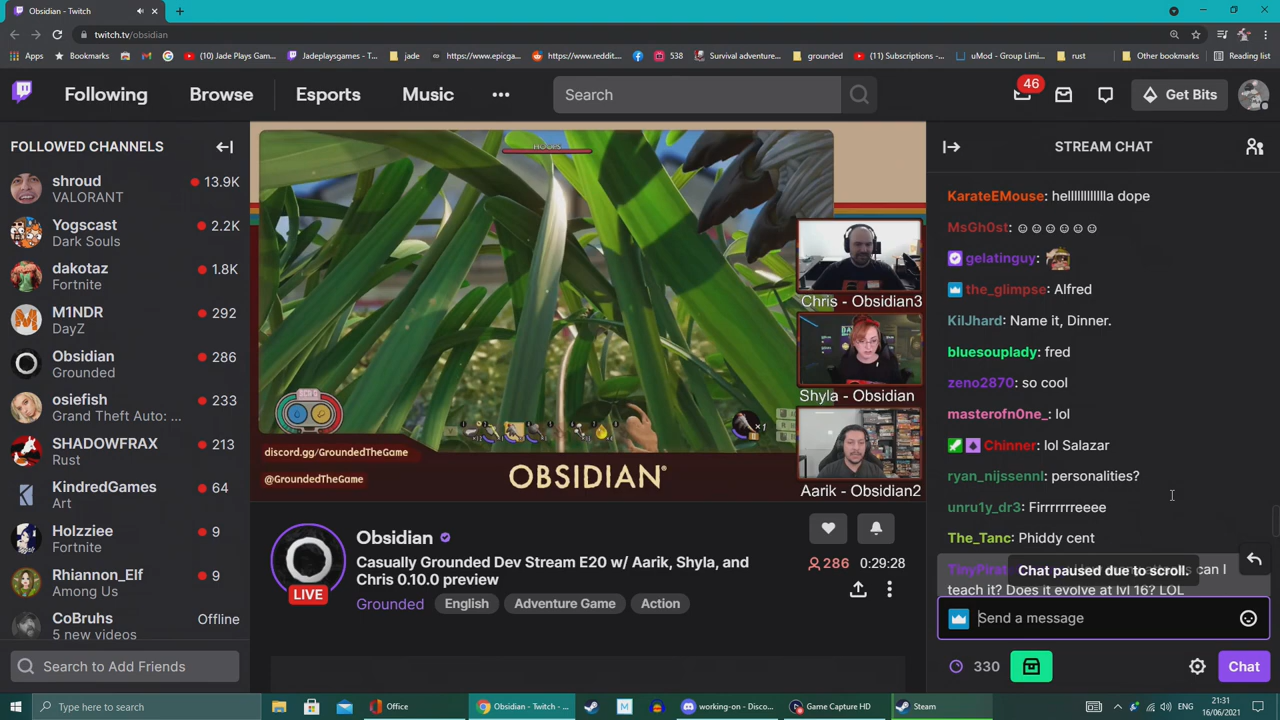 Obsidian - Twitch
twitch.tv/obsidian
Apps
Bookmarks
(10) Jade Plays Gam...
Jadeplaysgames - T...
jade
https://www.epicga...
https://www.reddit....
538
Survival adventure...
grounded
(11) Subscriptions -...
uMod - Group Limi...
rust
Other bookmarks
Reading list
Following
Browse
Esports
Music
Search
46
Get Bits
FOLLOWED CHANNELS
shroud
13.9K
VALORANT
Yogscast
2.2K
Dark Souls
dakotaz
1.8K
Fortnite
M1NDR
292
DayZ
Obsidian
286
Grounded
osiefish
233
Grand Theft Auto: ...
SHADOWFRAX
213
Rust
KindredGames
64
Art
Holzziee
9
Fortnite
Rhiannon_Elf
9
Among Us
CoBruhs
Offline
5 new videos
Search to Add Friends
HOOPS
Chris - Obsidian3
Shyla - Obsidian
Aarik - Obsidian2
discord.gg/GroundedTheGame
@GroundedTheGame
OBSIDIAN®
LIVE
Obsidian
Casually Grounded Dev Stream E20 w/ Aarik, Shyla, and
Chris 0.10.0 preview
Grounded
English
Adventure Game
Action
286
0:29:28
STREAM CHAT
KarateEMouse: hellllllllllllla dope
MsGh0st: ☺☺☺☺☺☺
gelatinguy:
the_glimpse: Alfred
KilJhard: Name it, Dinner.
bluesouplady: fred
zeno2870: so cool
masterofn0ne_: lol
Chinner: lol Salazar
ryan_nijssennl: personalities?
unru1y_dr3: Firrrrrrreeee
The_Tanc: Phiddy cent
Chat paused due to scroll.
can I
teach it? Does it evolve at lvl 16? LOL
Send a message
330
Chat
Type here to search
Office
Obsidian - Twitch -...
working-on - Disco...
Game Capture HD
Steam
ENG
21:31
16/06/2021